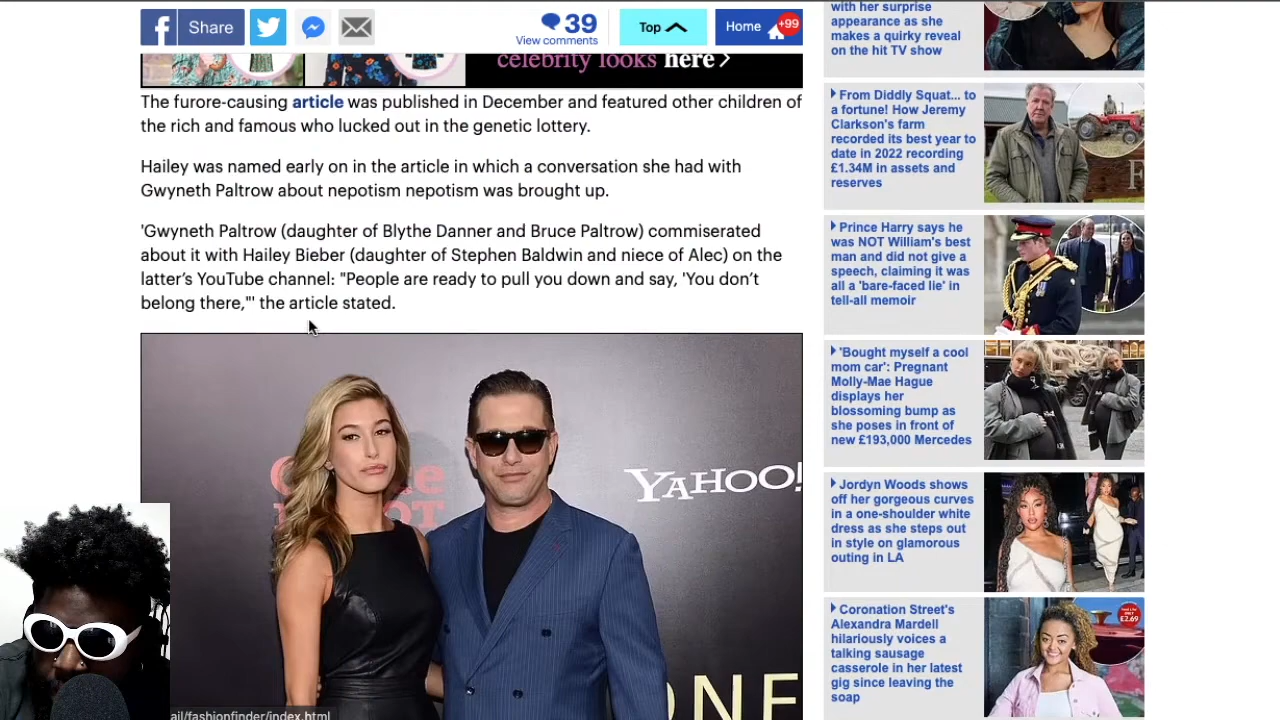 Share
39
View comments
Top
Home
+99
celebrity looks here
The furore-causing article was published in December and featured other children of
the rich and famous who lucked out in the genetic lottery.
Hailey was named early on in the article in which a conversation she had with
Gwyneth Paltrow about nepotism nepotism was brought up.
'Gwyneth Paltrow (daughter of Blythe Danner and Bruce Paltrow) commiserated
about it with Hailey Bieber (daughter of Stephen Baldwin and niece of Alec) on the
latter's YouTube channel: "People are ready to pull you down and say, 'You don't
belong there,"' the article stated.
YAHOO!
ONE
ail/fashionfinder/index.html
with her surprise
appearance as she
makes a quirky reveal
on the hit TV show
From Diddly Squat... to
a fortune! How Jeremy
Clarkson's farm
recorded its best year to
date in 2022 recording
£1.34M in assets and
reserves
Prince Harry says he
was NOT William's best
man and did not give a
speech, claiming it was
all a 'bare-faced lie' in
tell-all memoir
'Bought myself a cool
mom car': Pregnant
Molly-Mae Hague
displays her
blossoming bump as
she poses in front of
new £193,000 Mercedes
Jordyn Woods shows
off her gorgeous curves
in a one-shoulder white
dress as she steps out
in style on glamorous
outing in LA
Coronation Street's
Alexandra Mardell
hilariously voices a
talking sausage
casserole in her latest
gig since leaving the
soap
£2.69